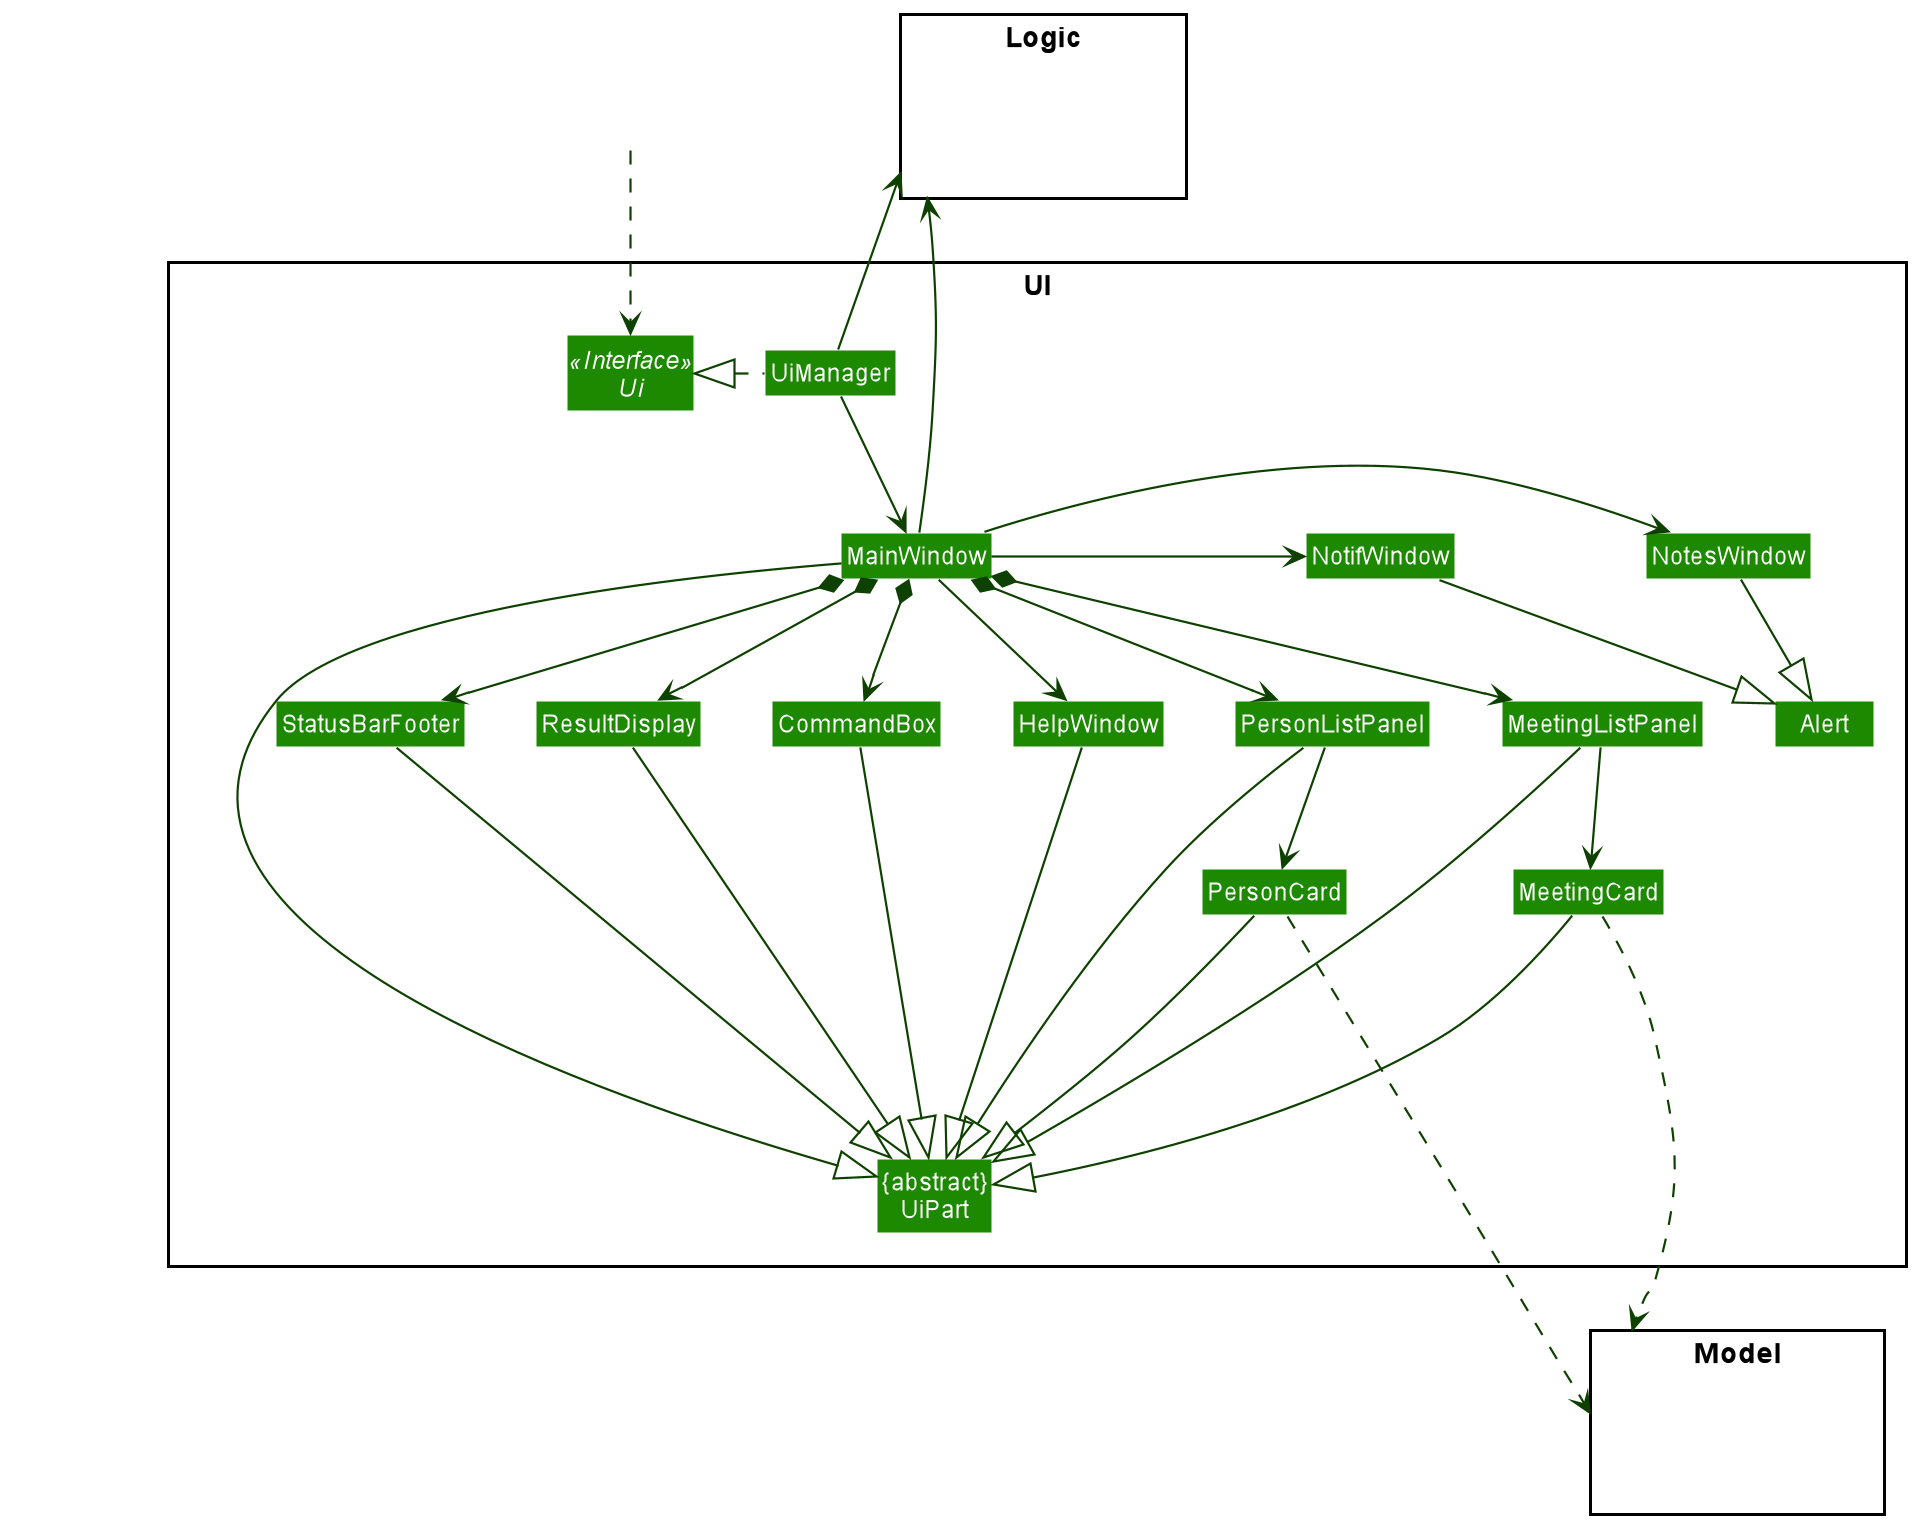 Logic
UI
«Interface»
Ui
UiManager
MainWindow
NotifWindow
NotesWindow
StatusBarFooter
ResultDisplay
CommandBox
HelpWindow
PersonListPanel
MeetingListPanel
Alert
PersonCard
MeetingCard
{abstract}
UiPart
Model